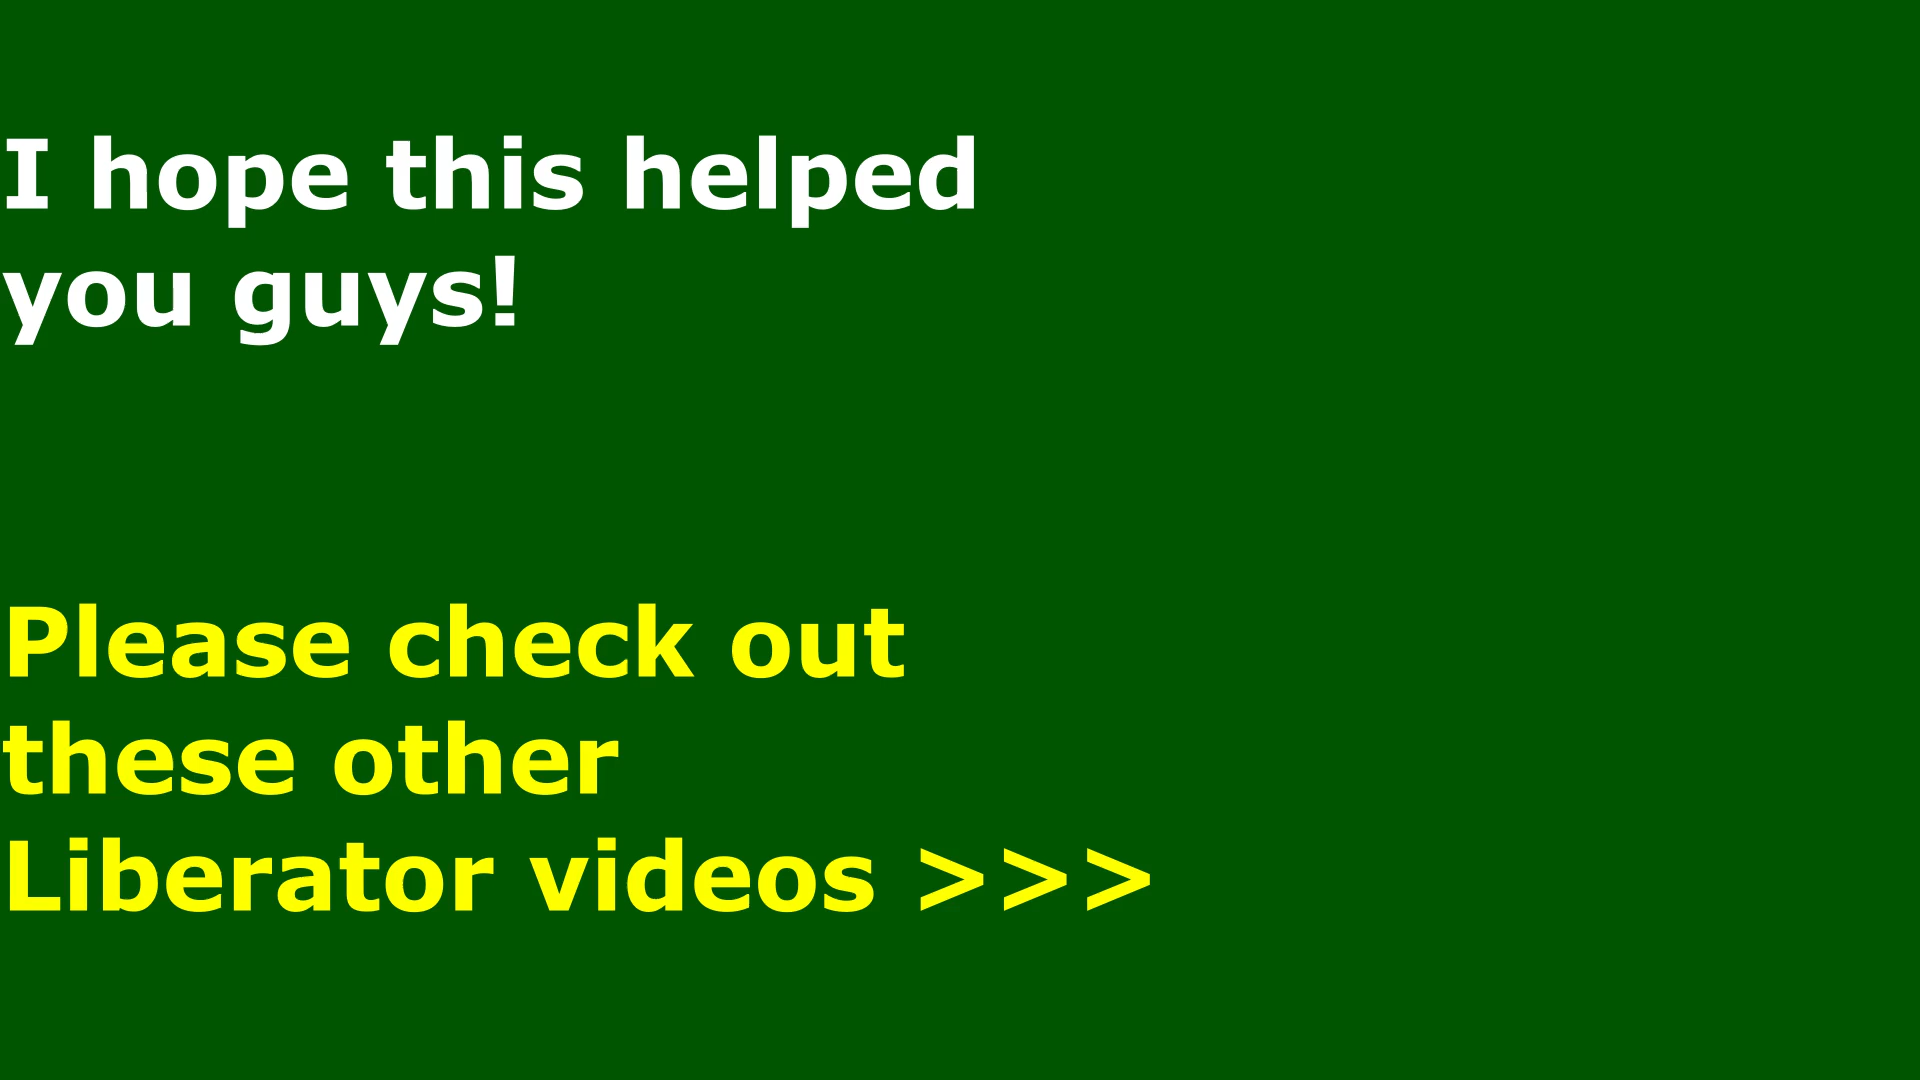 I hope this helped
you guys!
Please check out
these other
Liberator videos >>>